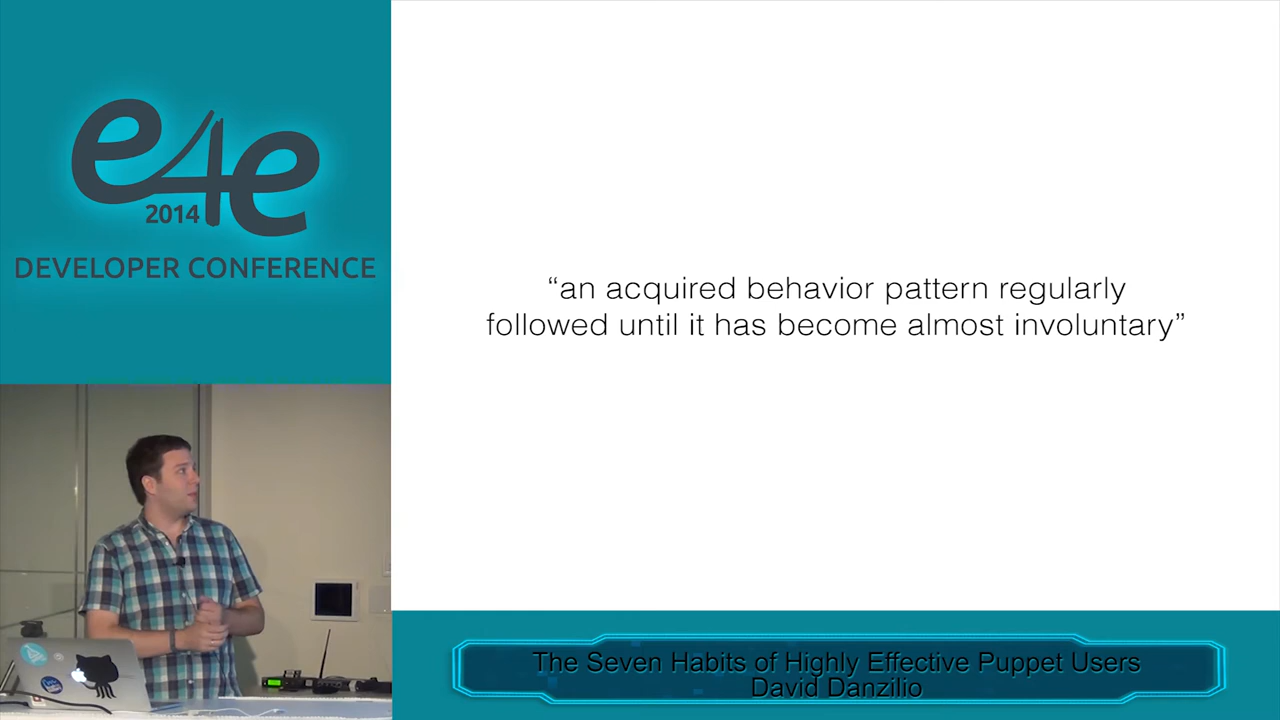 e4e
2014
DEVELOPER CONFERENCE
“an acquired behavior pattern regularly
followed until it has become almost involuntary”
The Seven Habits of Highly Effective Puppet Users
David Danzilio